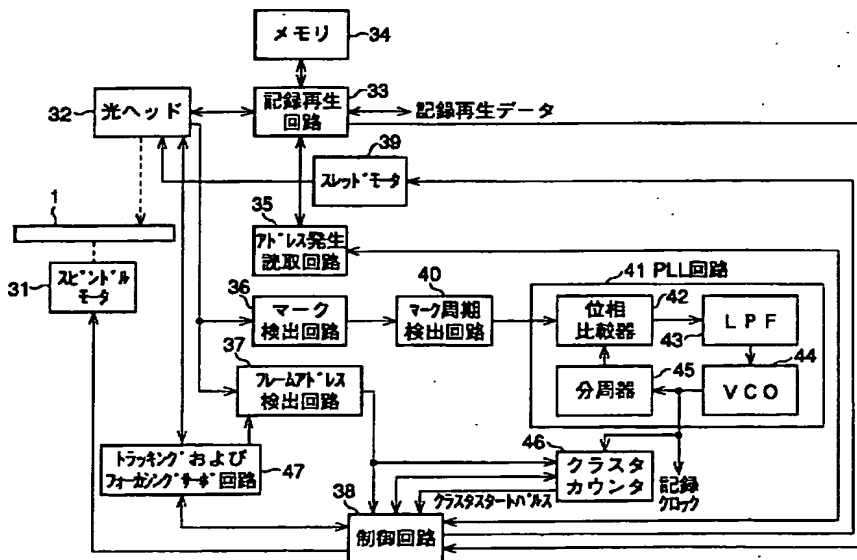 メモリ
34
光ヘッド
32
記録再生
回路
33
記録再生データ
39
スレッドモータ
1
35
アドレス発生
読取回路
スピンドル
モータ
31
36
マーク
検出回路
40
マーク周期
検出回路
41 PLL回路
位相
比較器
42
LPF
43
44
VCO
45
分周器
37
フレームアドレス
検出回路
トラッキングおよび
フォーカシングサーボ回路
47
46
クラスタ
カウンタ
クラスタスタートパルス
記録
クロック
38
制御回路